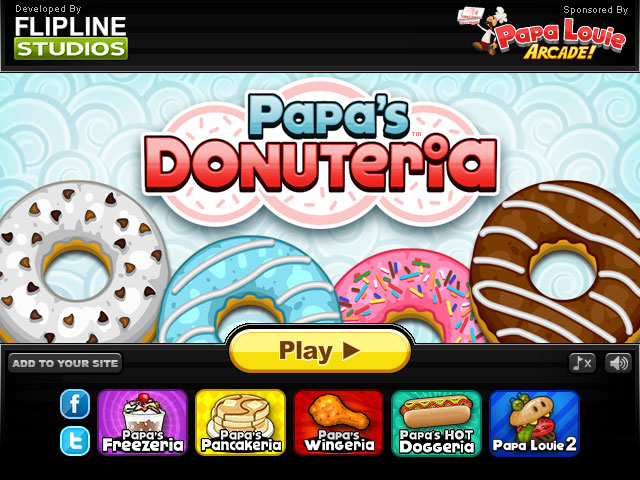 Developed By
FLIPLINE
STUDIOS
Sponsored By
Papa Louie
ARCADE!
Papa's
DONUTERIA™
Play
ADD TO YOUR SITE
f
t
Papa's
Freezeria
Papa's
Pancakeria
Papa's
Wingeria
Papa's HOT
Doggeria
Papa Louie 2